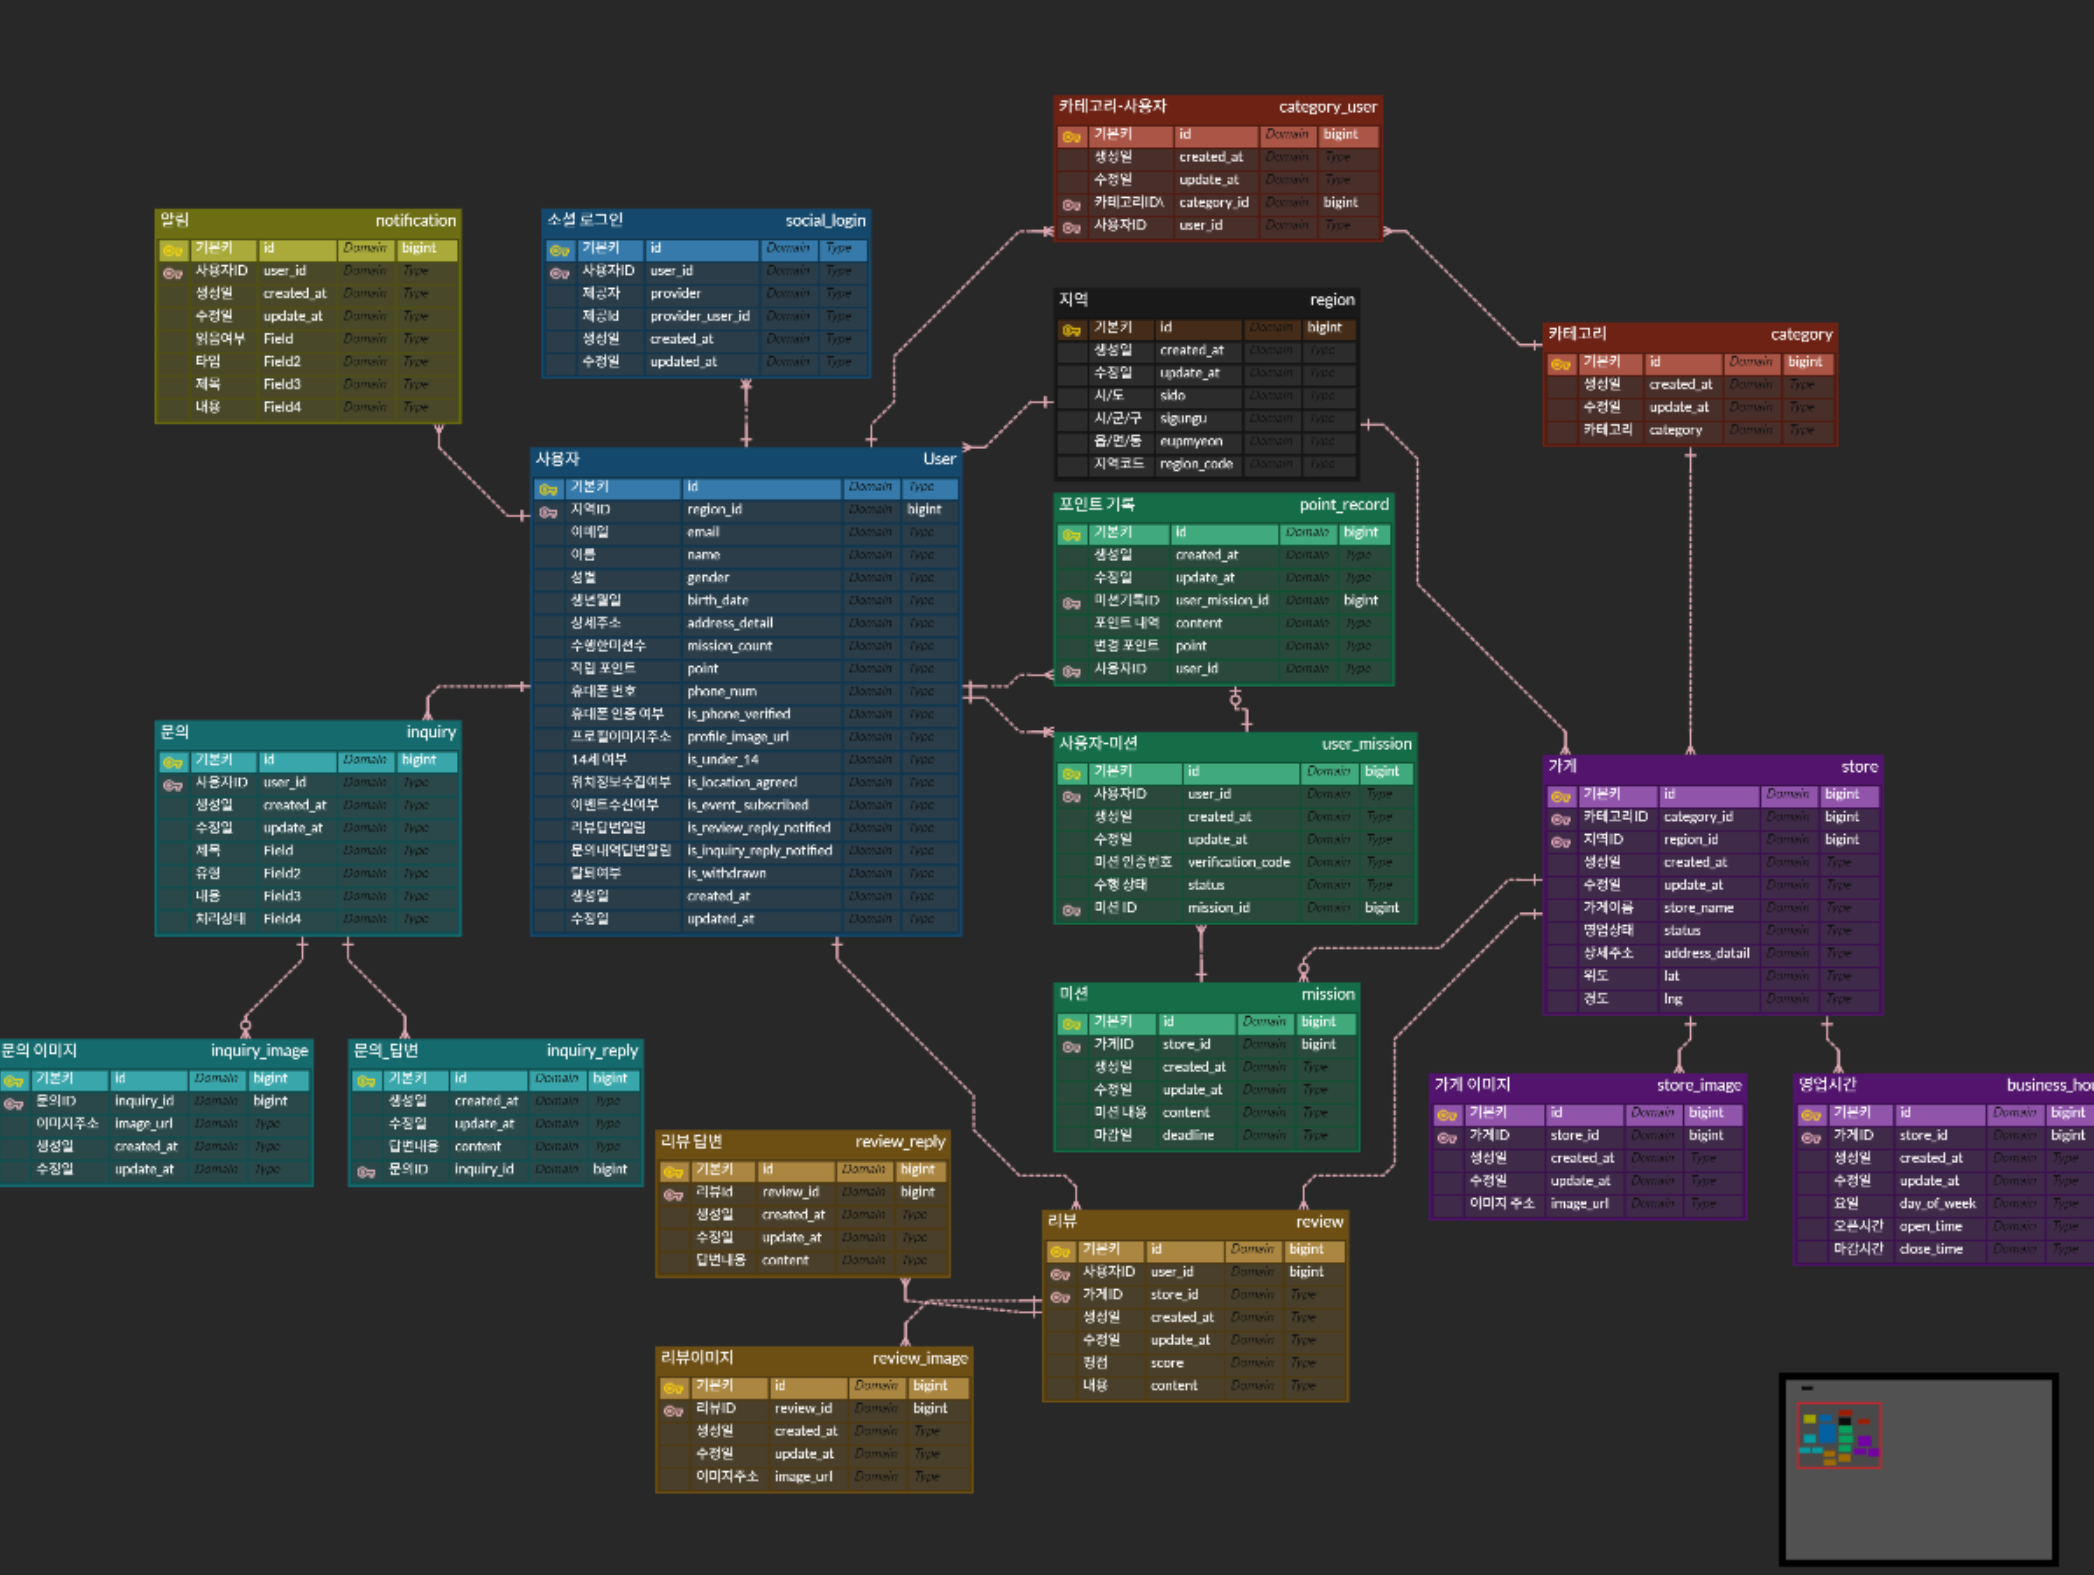 카테고리-사용자 category_user
기본키 id Domain bigint
생성일 created_at Domain Type
수정일 update_at Domain Type
카테고리ID\ category_id Domain bigint
사용자ID user_id Domain Type
알림 notification
기본키 id Domain bigint
사용자ID user_id Domain Type
생성일 created_at Domain Type
수정일 update_at Domain Type
읽음여부 Field Domain Type
타입 Field2 Domain Type
제목 Field3 Domain Type
내용 Field4 Domain Type
소셜 로그인 social_login
기본키 id Domain Type
사용자ID user_id Domain Type
제공자 provider Domain Type
제공Id provider_user_id Domain Type
생성일 created_at Domain Type
수정일 updated_at Domain Type
지역 region
기본키 id Domain bigint
생성일 created_at Domain Type
수정일 update_at Domain Type
시/도 sido Domain Type
시/군/구 sigungu Domain Type
읍/면/동 eupmyeon Domain Type
지역코드 region_code Domain Type
카테고리 category
기본키 id Domain bigint
생성일 created_at Domain Type
수정일 update_at Domain Type
카테고리 category Domain Type
사용자 User
기본키 id Domain Type
지역ID region_id Domain bigint
이메일 email Domain Type
이름 name Domain Type
성별 gender Domain Type
생년월일 birth_date Domain Type
상세주소 address_detail Domain Type
수행한미션수 mission_count Domain Type
적립 포인트 point Domain Type
휴대폰 번호 phone_num Domain Type
휴대폰 인증 여부 is_phone_verified Domain Type
프로필이미지주소 profile_image_url Domain Type
14세 여부 is_under_14 Domain Type
위치정보수집여부 is_location_agreed Domain Type
이벤트수신여부 is_event_subscribed Domain Type
리뷰답변알림 is_review_reply_notified Domain Type
문의내역답변알림 is_inquiry_reply_notified Domain Type
탈퇴여부 is_withdrawn Domain Type
생성일 created_at Domain Type
수정일 updated_at Domain Type
포인트 기록 point_record
기본키 id Domain bigint
생성일 created_at Domain Type
수정일 update_at Domain Type
미션기록ID user_mission_id Domain bigint
포인트 내역 content Domain Type
변경 포인트 point Domain Type
사용자ID user_id Domain Type
문의 inquiry
기본키 id Domain bigint
사용자ID user_id Domain Type
생성일 created_at Domain Type
수정일 update_at Domain Type
제목 Field Domain Type
유형 Field2 Domain Type
내용 Field3 Domain Type
처리상태 Field4 Domain Type
사용자-미션 user_mission
기본키 id Domain bigint
사용자ID user_id Domain Type
생성일 created_at Domain Type
수정일 update_at Domain Type
미션 인증번호 verification_code Domain Type
수행 상태 status Domain Type
미션 ID mission_id Domain bigint
가게 store
기본키 id Domain bigint
카테고리ID category_id Domain bigint
지역ID region_id Domain bigint
생성일 created_at Domain Type
수정일 update_at Domain Type
가게이름 store_name Domain Type
영업상태 status Domain Type
상세주소 address_datail Domain Type
위도 lat Domain Type
경도 lng Domain Type
미션 mission
기본키 id Domain bigint
가게ID store_id Domain bigint
생성일 created_at Domain Type
수정일 update_at Domain Type
미션 내용 content Domain Type
마감일 deadline Domain Type
문의 이미지 inquiry_image
기본키 id Domain bigint
문의ID inquiry_id Domain bigint
이미지주소 image_url Domain Type
생성일 created_at Domain Type
수정일 update_at Domain Type
문의_답변 inquiry_reply
기본키 id Domain bigint
생성일 created_at Domain Type
수정일 update_at Domain Type
답변내용 content Domain Type
문의ID inquiry_id Domain bigint
가게 이미지 store_image
기본키 id Domain bigint
가게ID store_id Domain bigint
생성일 created_at Domain Type
수정일 update_at Domain Type
이미지 주소 image_url Domain Type
영업시간 business_hou
기본키 id Domain bigint
가게ID store_id Domain bigint
생성일 created_at Domain Type
수정일 update_at Domain Type
요일 day_of_week Domain Type
오픈시간 open_time Domain Type
마감시간 close_time Domain Type
리뷰 답변 review_reply
기본키 id Domain bigint
리뷰id review_id Domain bigint
생성일 created_at Domain Type
수정일 update_at Domain Type
답변내용 content Domain Type
리뷰 review
기본키 id Domain bigint
사용자ID user_id Domain bigint
가게ID store_id Domain Type
생성일 created_at Domain Type
수정일 update_at Domain Type
평점 score Domain Type
내용 content Domain Type
리뷰이미지 review_image
기본키 id Domain bigint
리뷰ID review_id Domain bigint
생성일 created_at Domain Type
수정일 update_at Domain Type
이미지주소 image_url Domain Type